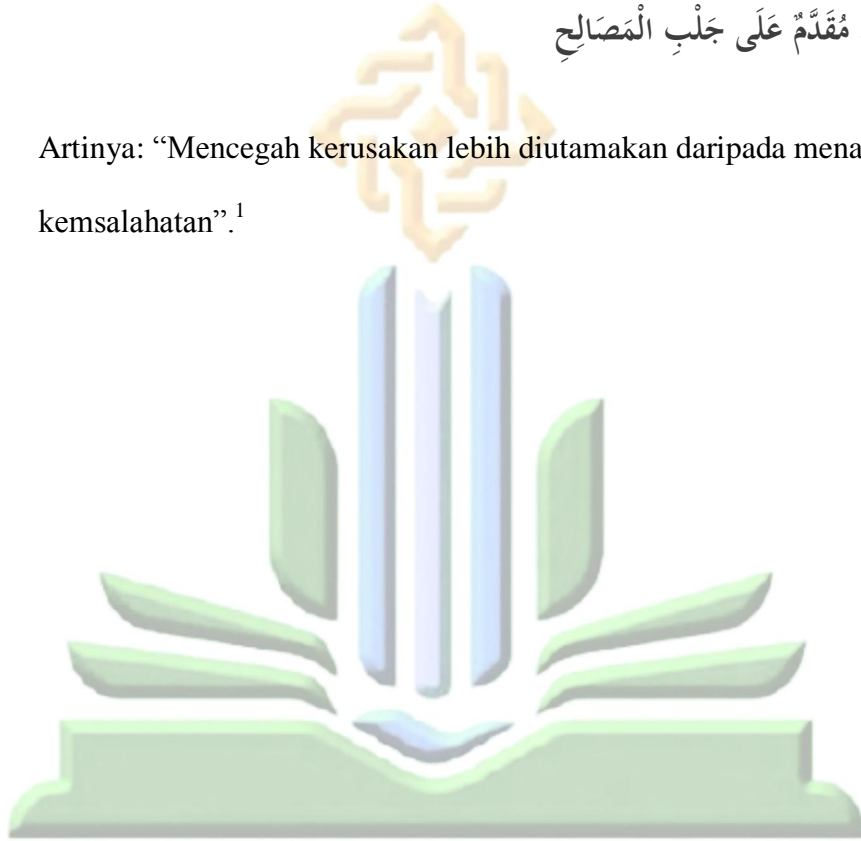 مُقَدَّمٌ عَلَى جَلْبِ الْمَصَالِحِ
Artinya: “Mencegah kerusakan lebih diutamakan daripada mena
kemsalahatan”.1